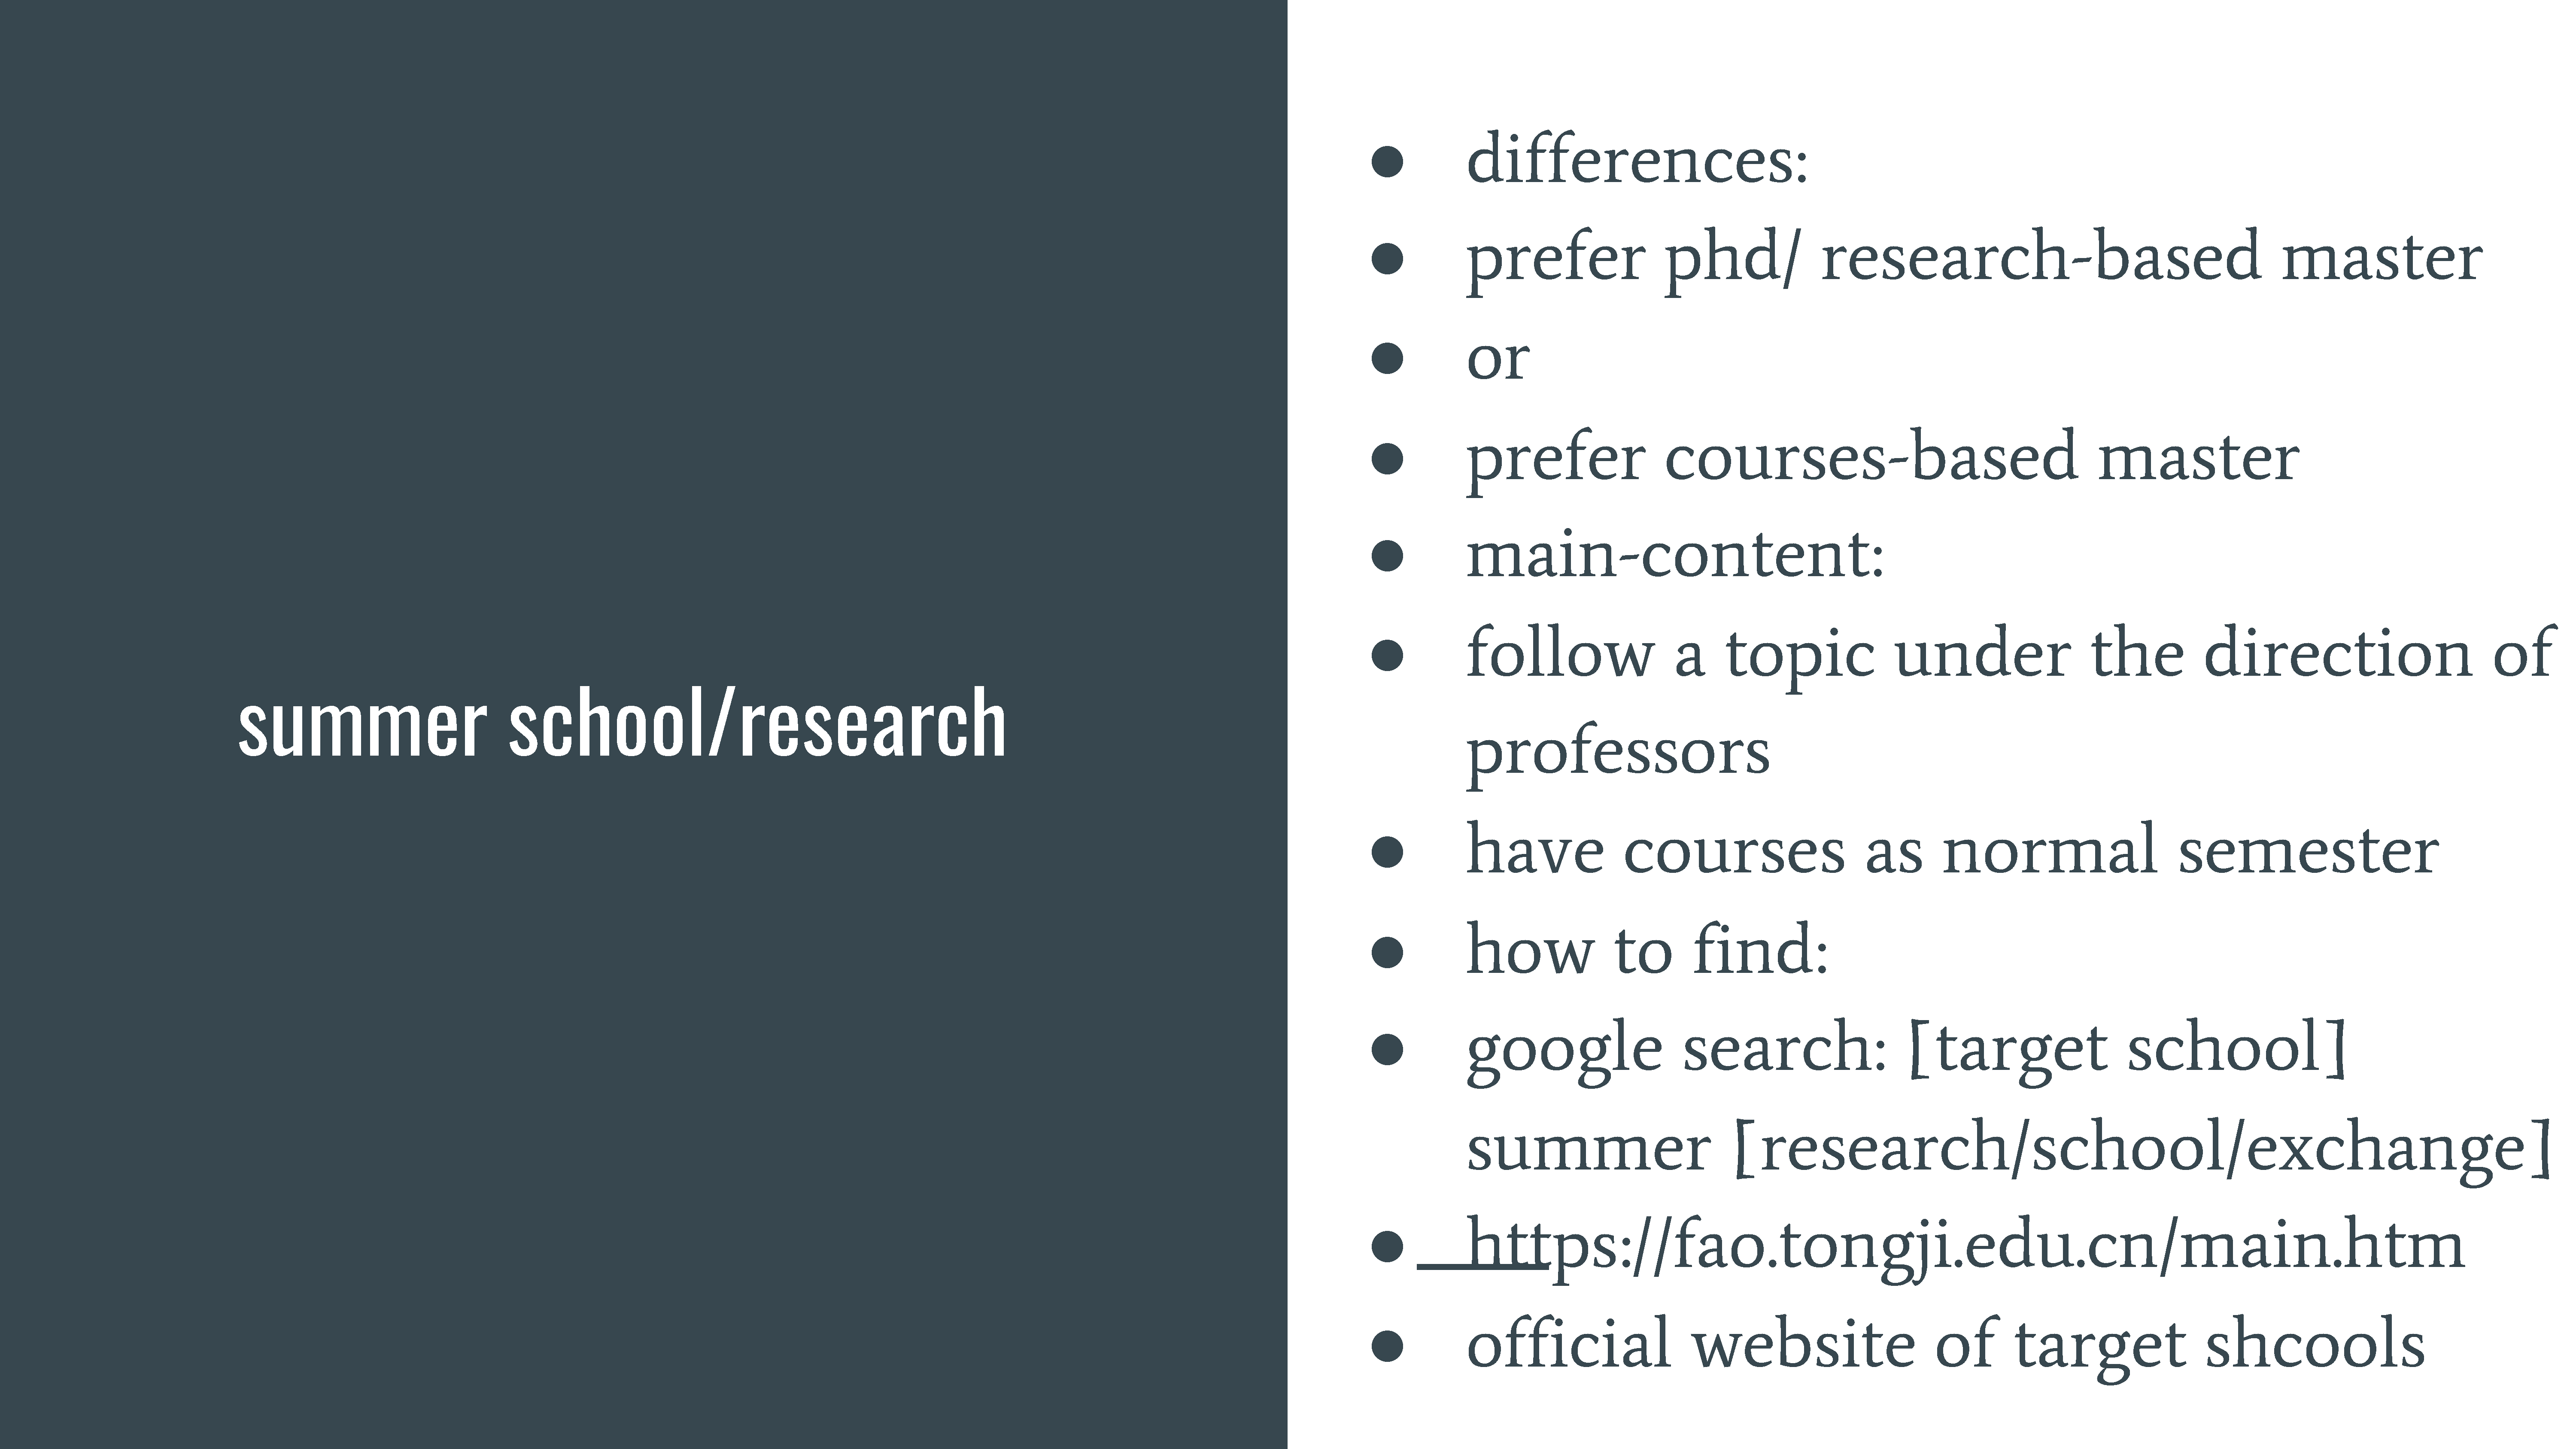 summer school/research
● differences:
● prefer phd/ research-based master
● or
● prefer courses-based master
● main-content:
● follow a topic under the direction of
professors
● have courses as normal semester
● how to find:
● google search: [target school]
summer [research/school/exchange]
● https://fao.tongji.edu.cn/main.htm
● official website of target shcools